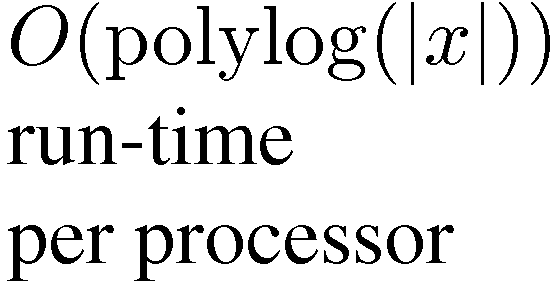 O(polylog(|x|))
run-time
per processor